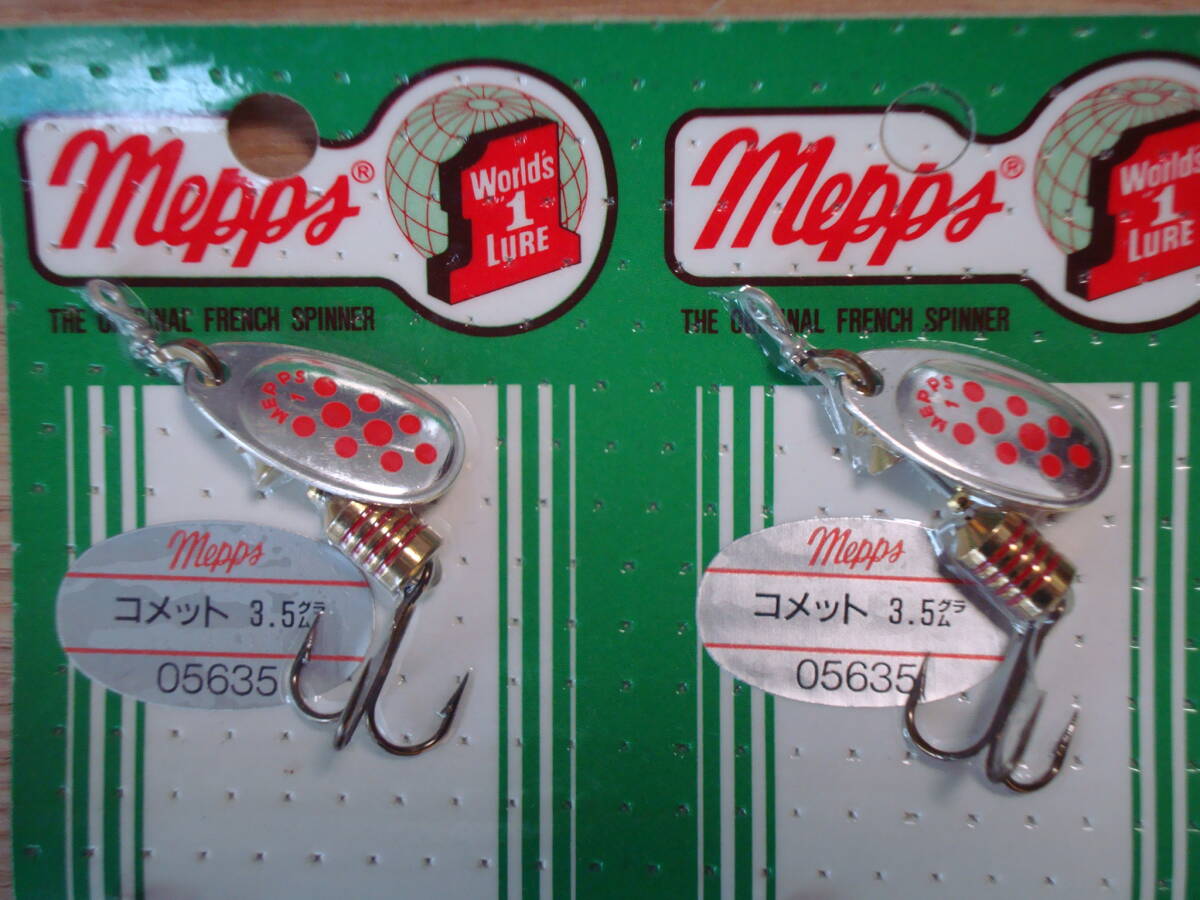 Mepps®
World's
"1
LURE
THE ORIGINAL FRENCH SPINNER
MEPPS
1
Mepps
コメット 3.5グラム
05635
Mepps®
World's
1
LURE
THE ORIGINAL FRENCH SPINNER
MEPPS
1
Mepps
コメット 3.5グラム
05635